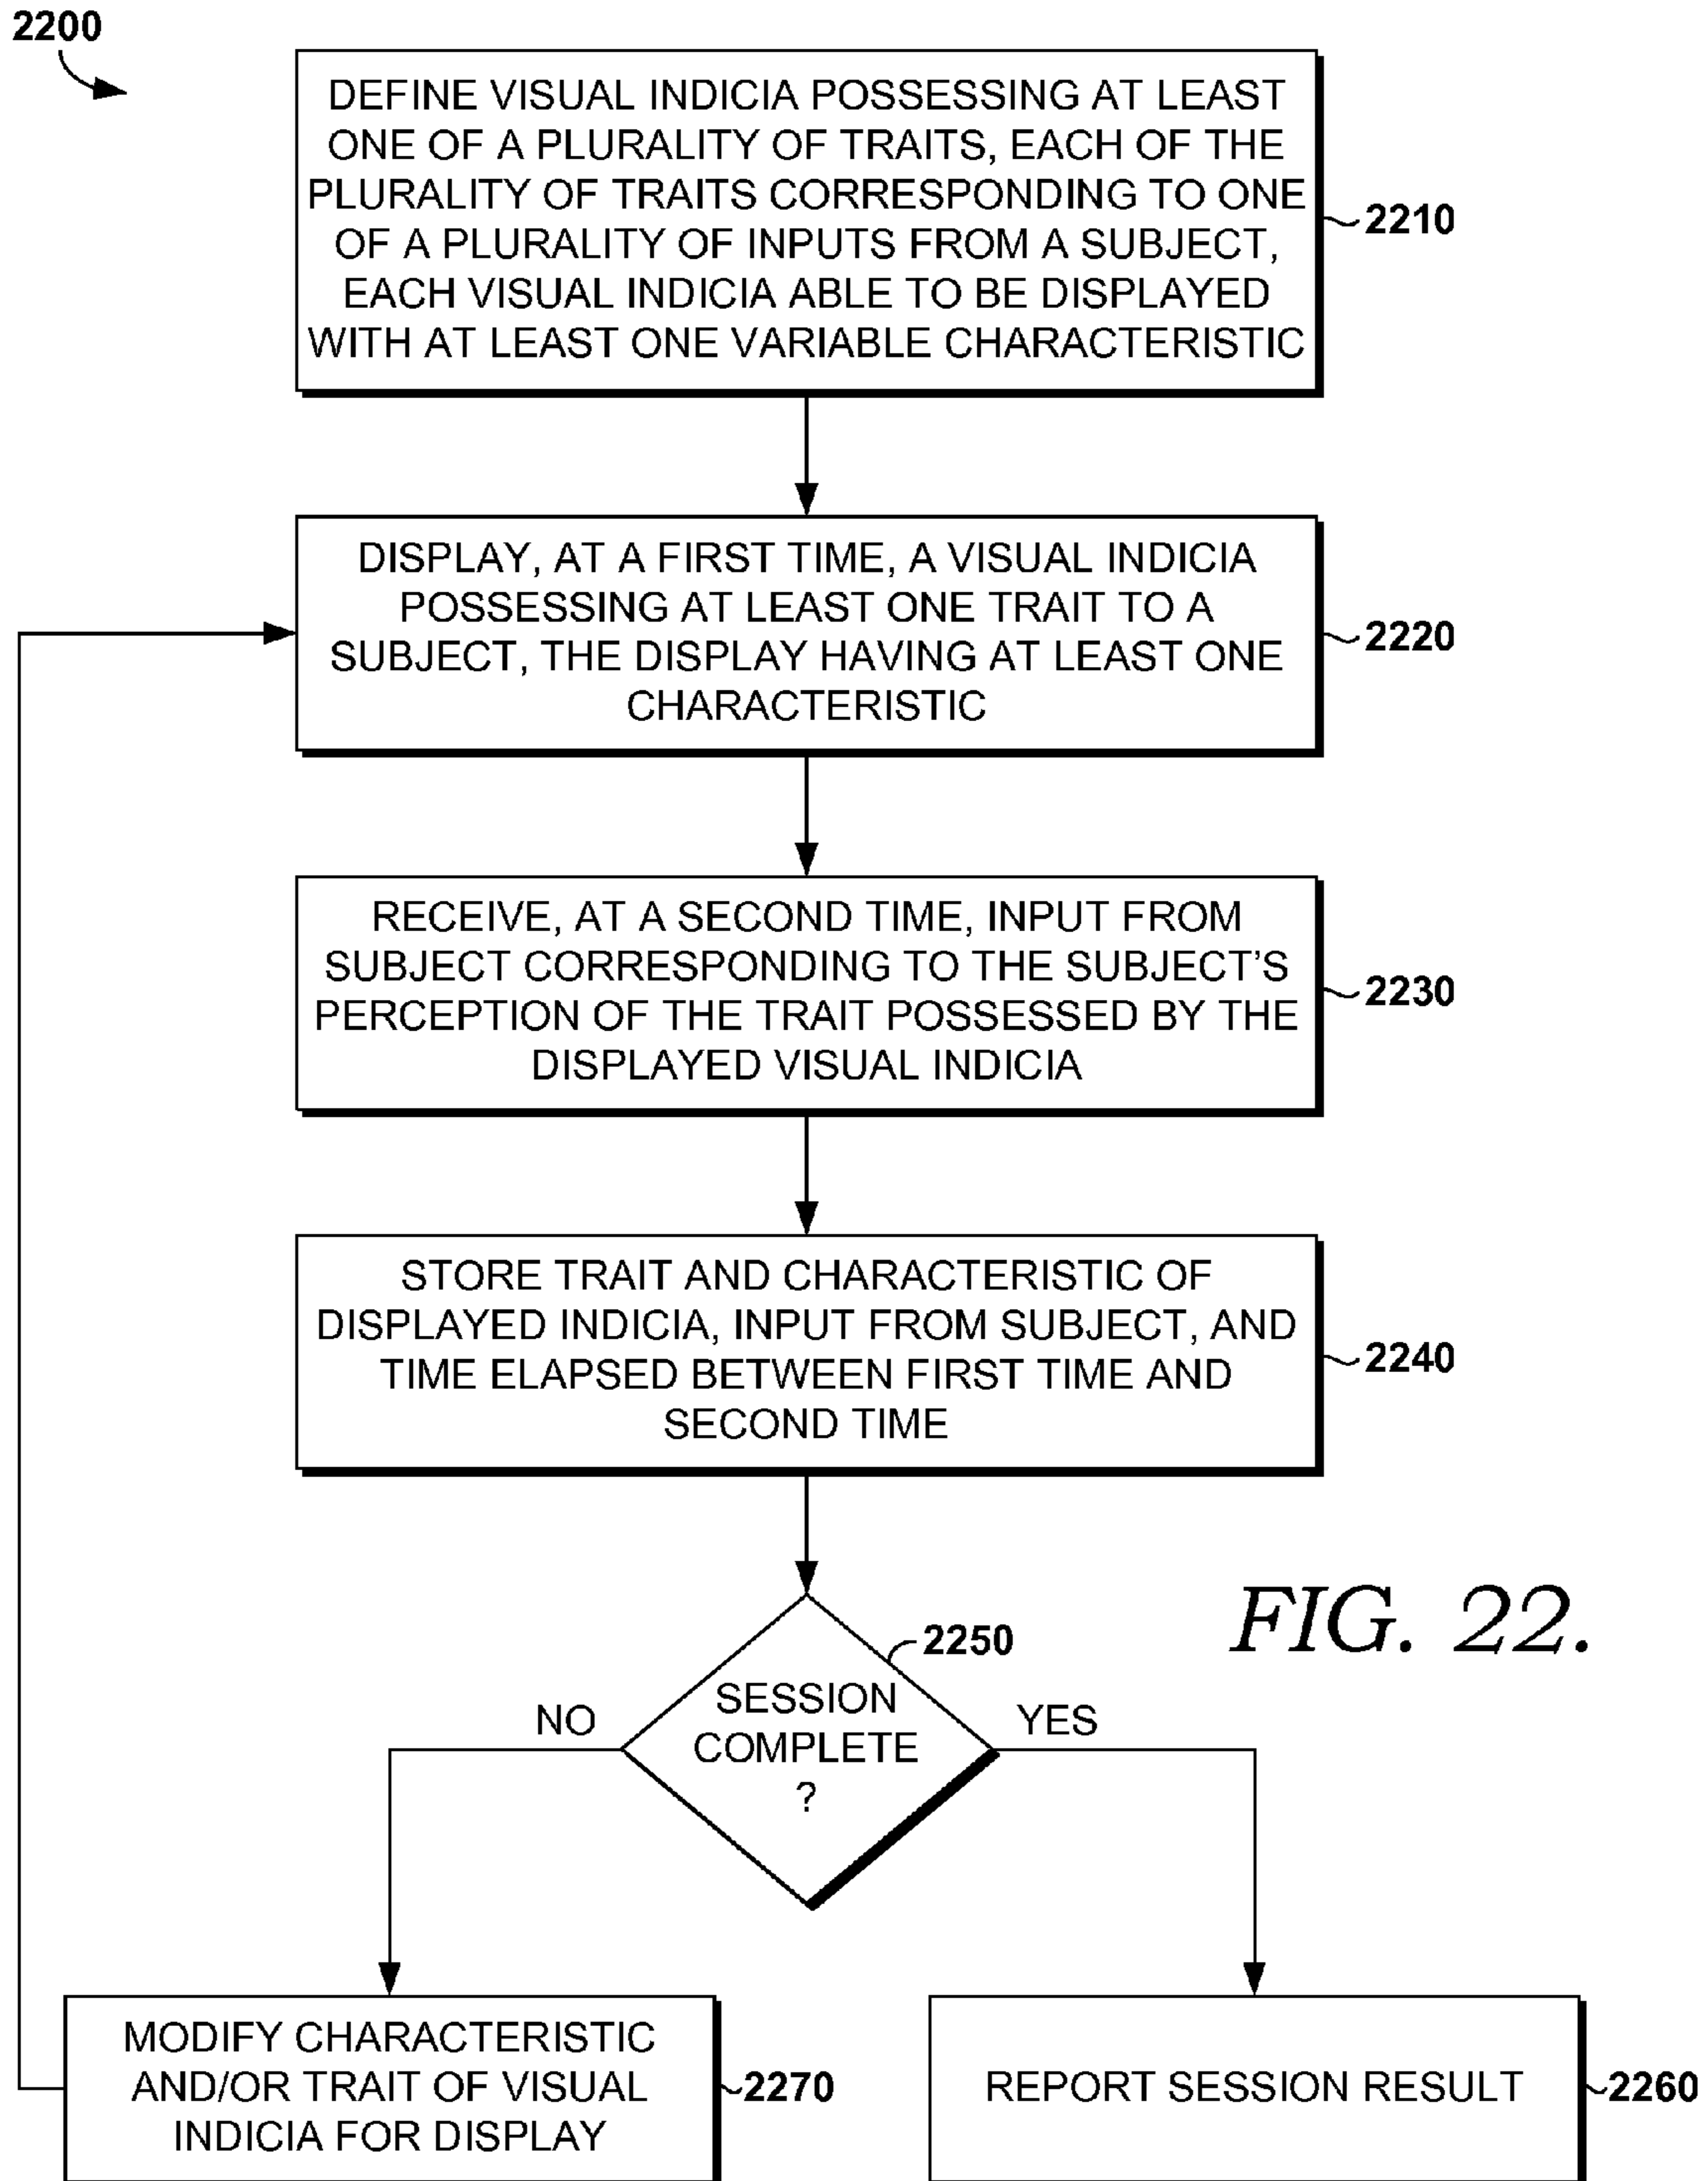 2200
DEFINE VISUAL INDICIA POSSESSING AT LEAST
ONE OF A PLURALITY OF TRAITS, EACH OF THE
PLURALITY OF TRAITS CORRESPONDING TO ONE
OF A PLURALITY OF INPUTS FROM A SUBJECT,
EACH VISUAL INDICIA ABLE TO BE DISPLAYED
WITH AT LEAST ONE VARIABLE CHARACTERISTIC
2210
DISPLAY, AT A FIRST TIME, A VISUAL INDICIA
POSSESSING AT LEAST ONE TRAIT TO A
SUBJECT, THE DISPLAY HAVING AT LEAST ONE
CHARACTERISTIC
2220
RECEIVE, AT A SECOND TIME, INPUT FROM
SUBJECT CORRESPONDING TO THE SUBJECT'S
PERCEPTION OF THE TRAIT POSSESSED BY THE
DISPLAYED VISUAL INDICIA
2230
STORE TRAIT AND CHARACTERISTIC OF
DISPLAYED INDICIA, INPUT FROM SUBJECT, AND
TIME ELAPSED BETWEEN FIRST TIME AND
SECOND TIME
2240
FIG. 22.
2250
SESSION
COMPLETE
?
NO
YES
MODIFY CHARACTERISTIC
AND/OR TRAIT OF VISUAL
INDICIA FOR DISPLAY
2270
REPORT SESSION RESULT
2260